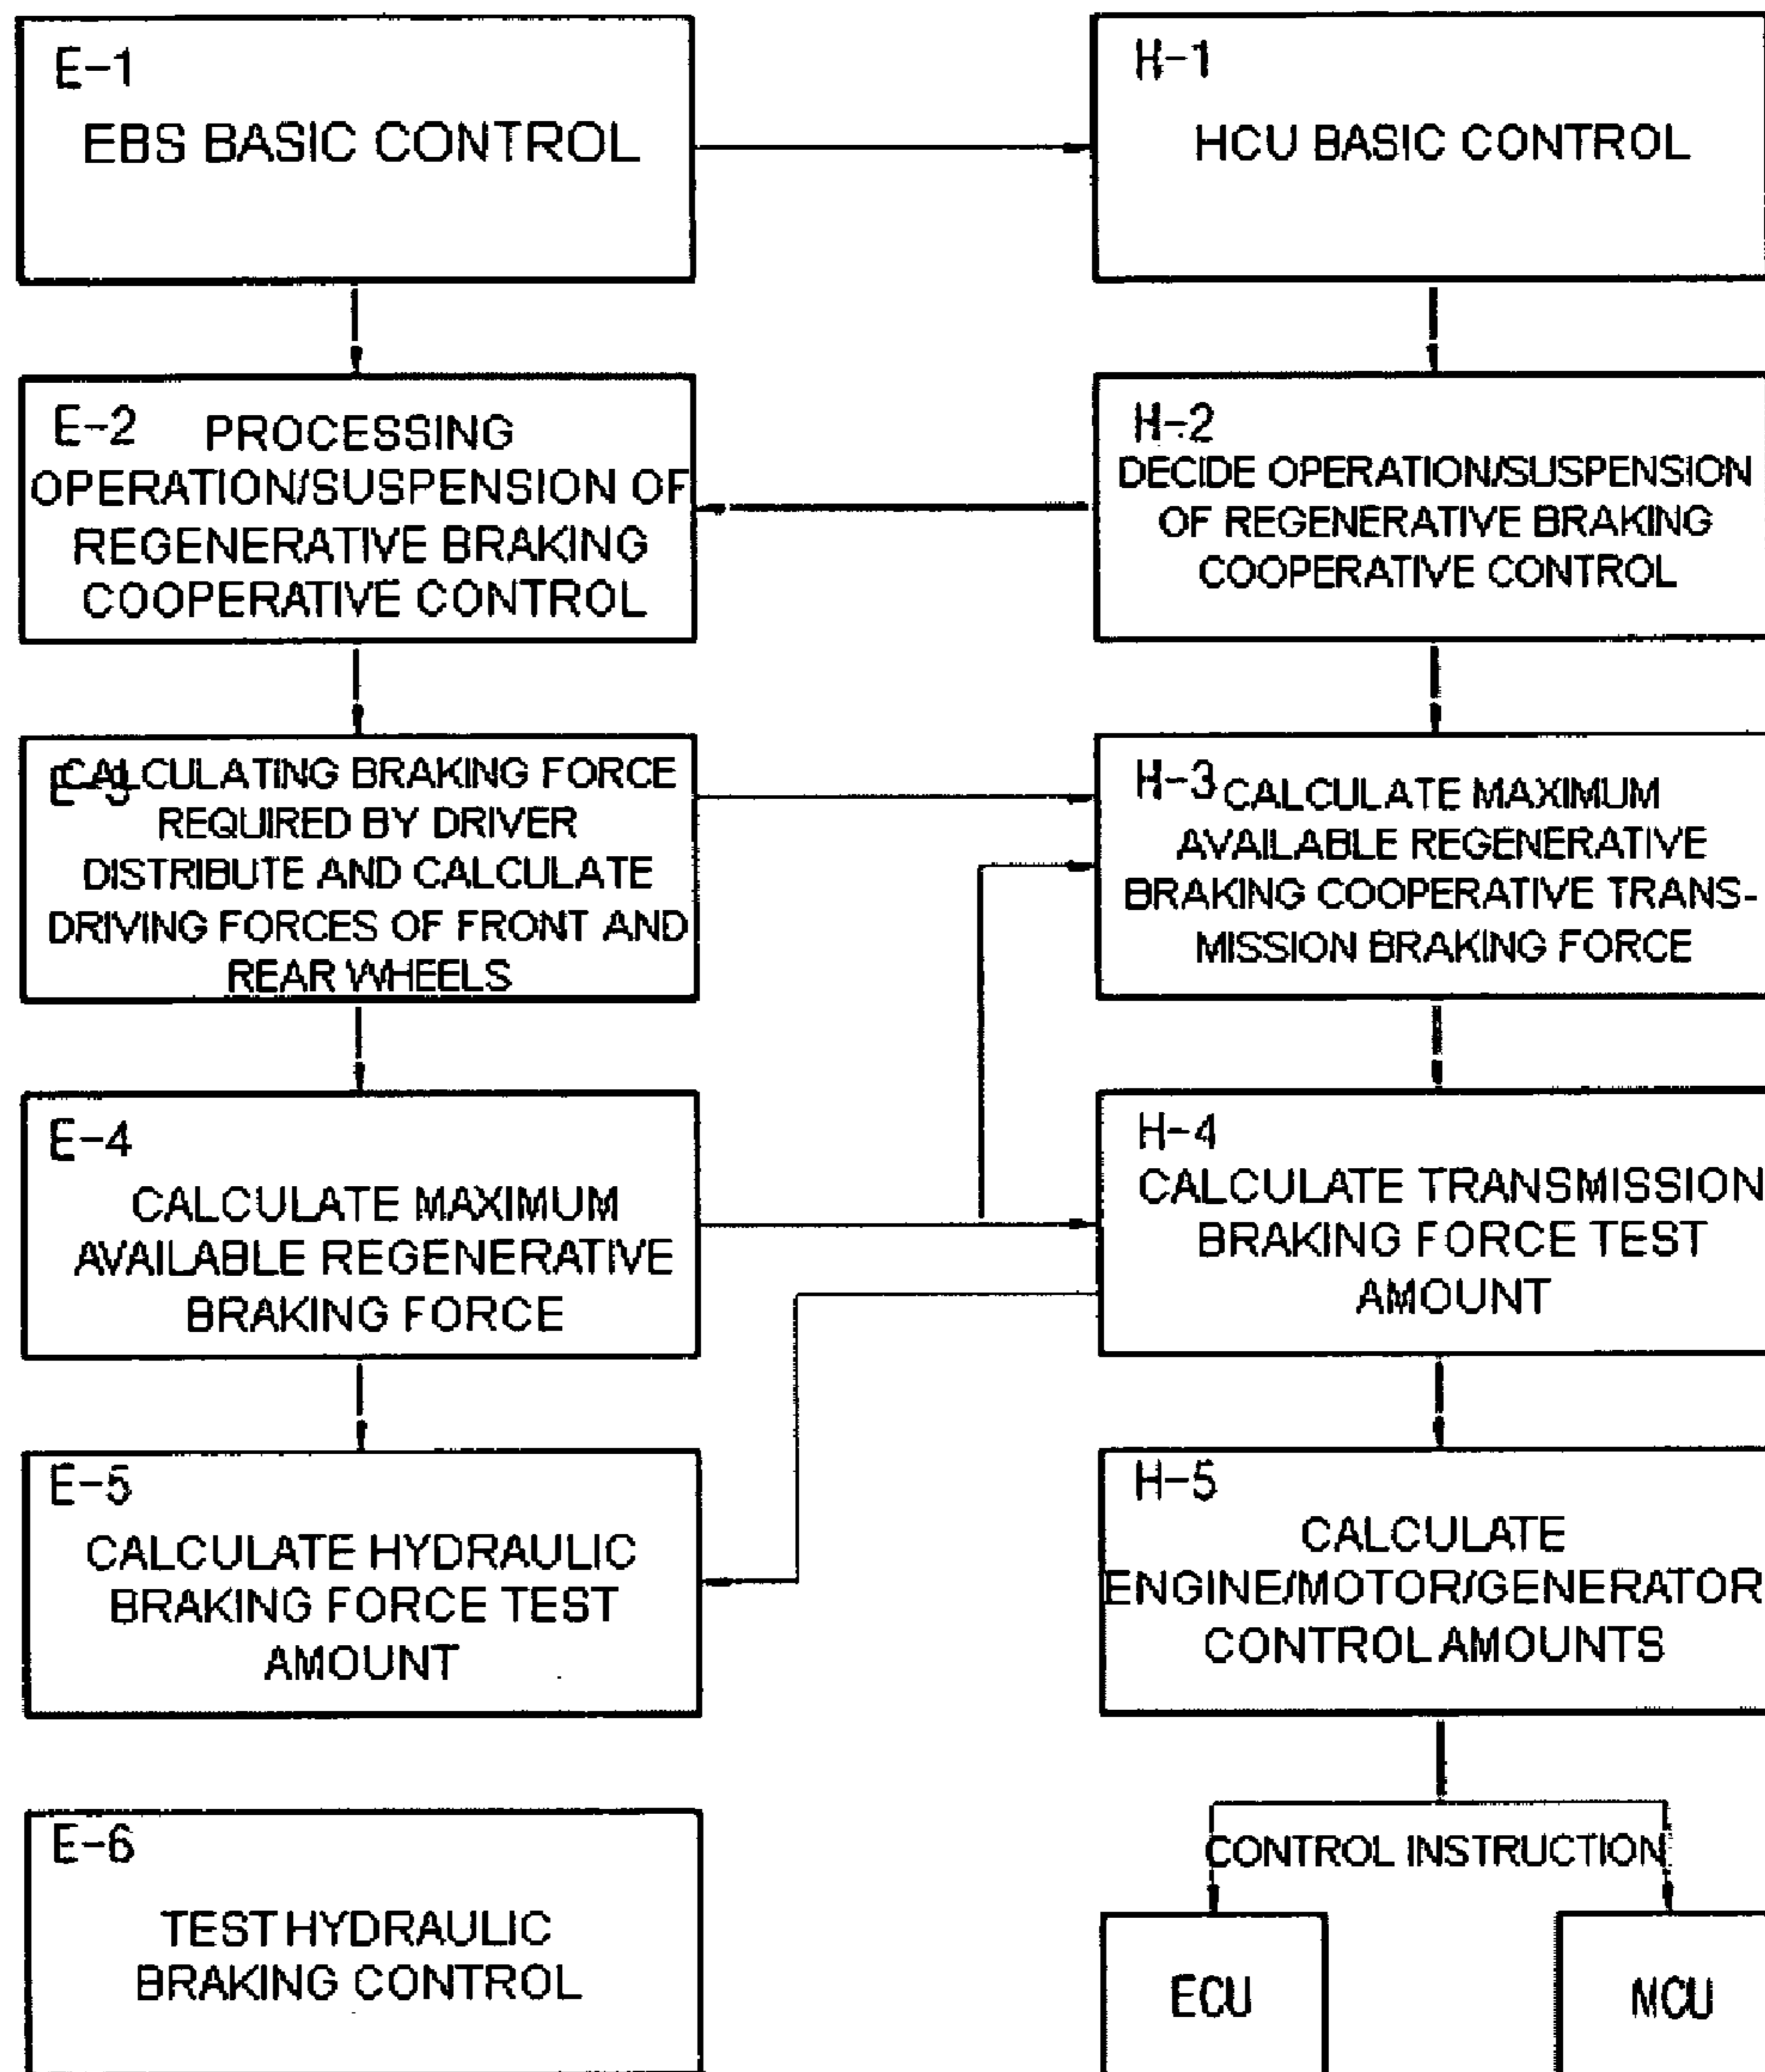 E-1
EBS BASIC CONTROL
H-1
HCU BASIC CONTROL
E-2 PROCESSING
OPERATION/SUSPENSION OF
REGENERATIVE BRAKING
COOPERATIVE CONTROL
H-2
DECIDE OPERATION/SUSPENSION
OF REGENERATIVE BRAKING
COOPERATIVE CONTROL
E-3
CALCULATING BRAKING FORCE
REQUIRED BY DRIVER
DISTRIBUTE AND CALCULATE
DRIVING FORCES OF FRONT AND
REAR WHEELS
H-3 CALCULATE MAXIMUM
AVAILABLE REGENERATIVE
BRAKING COOPERATIVE TRANS-
MISSION BRAKING FORCE
E-4
CALCULATE MAXIMUM
AVAILABLE REGENERATIVE
BRAKING FORCE
H-4
CALCULATE TRANSMISSION
BRAKING FORCE TEST
AMOUNT
E-5
CALCULATE HYDRAULIC
BRAKING FORCE TEST
AMOUNT
H-5
CALCULATE
ENGINE/MOTOR/GENERATOR
CONTROL AMOUNTS
E-6
TEST HYDRAULIC
BRAKING CONTROL
CONTROL INSTRUCTION
ECU
MCU